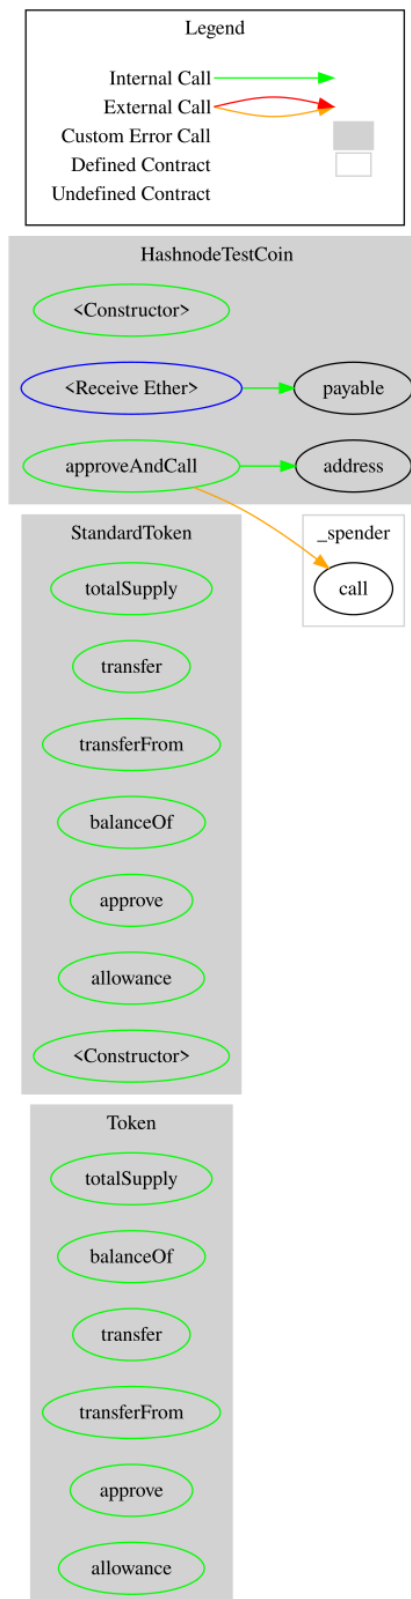 Legend
Internal Call
External Call
Custom Error Call
Defined Contract
Undefined Contract
HashnodeTestCoin
<Constructor>
<Receive Ether>
payable
approveAndCall
address
StandardToken
_spender
totalSupply
call
transfer
transferFrom
balanceOf
approve
allowance
<Constructor>
Token
totalSupply
balanceOf
transfer
transferFrom
approve
allowance